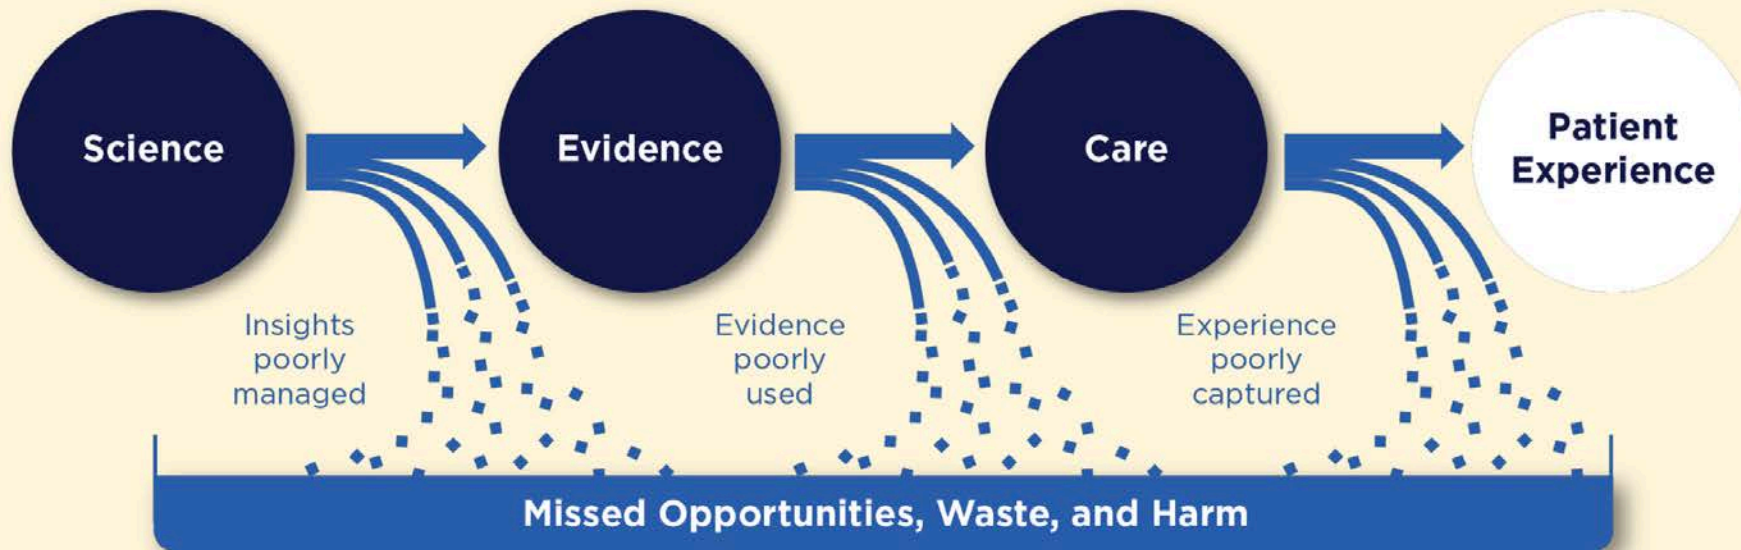 Science
Evidence
Care
Patient
Experience
Insights
poorly
managed
Evidence
poorly
used
Experience
poorly
captured
Missed Opportunities, Waste, and Harm